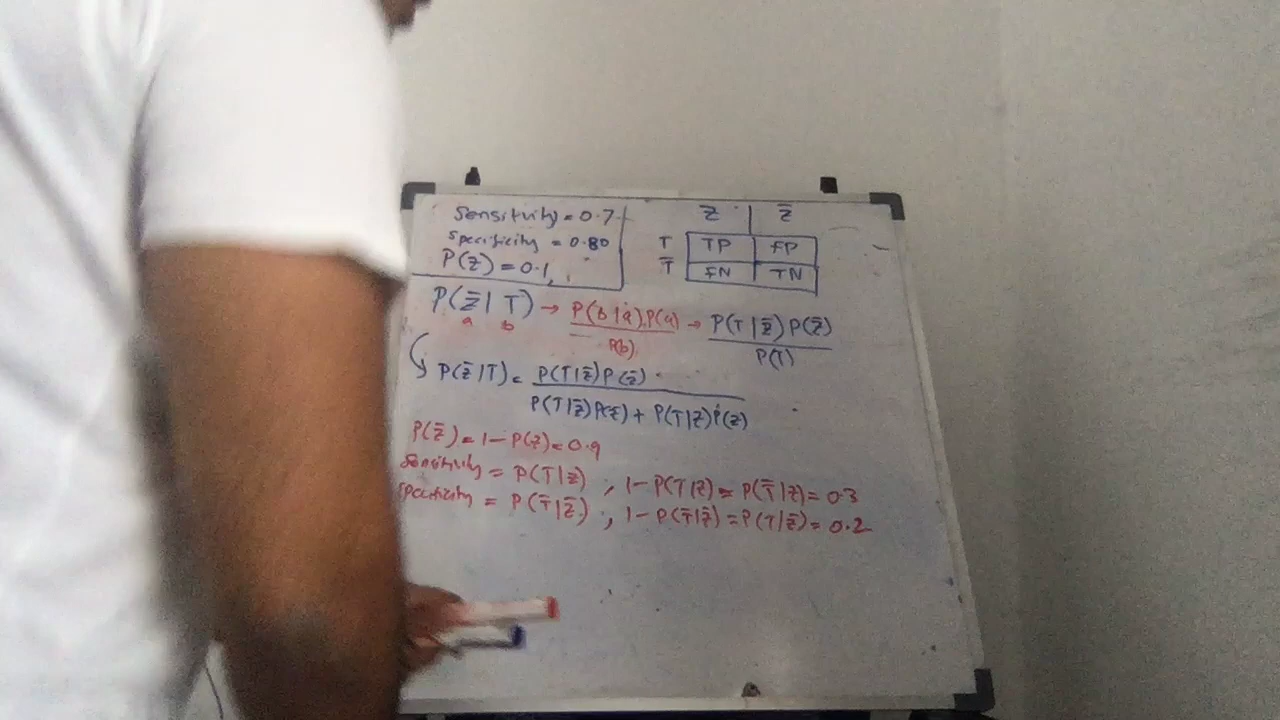 Sensitivity = 0.7
Specificity = 0.80
P(z) = 0.1
z z̄
T TP FP
T̄ FN TN
P(z̄ | T) → P(b|a).P(a) / P(b) → P(T|z̄) P(z̄) / P(T)
a b
P(z̄|T) = P(T|z̄)P(z̄) / P(T|z̄)P(z̄) + P(T|z)P(z)
P(z̄) = 1 - P(z) = 0.9
Sensitivity = P(T|z) , 1 - P(T|z) = P(T̄|z) = 0.3
Specificity = P(T̄|z̄) , 1 - P(T̄|z̄) = P(T|z̄) = 0.2